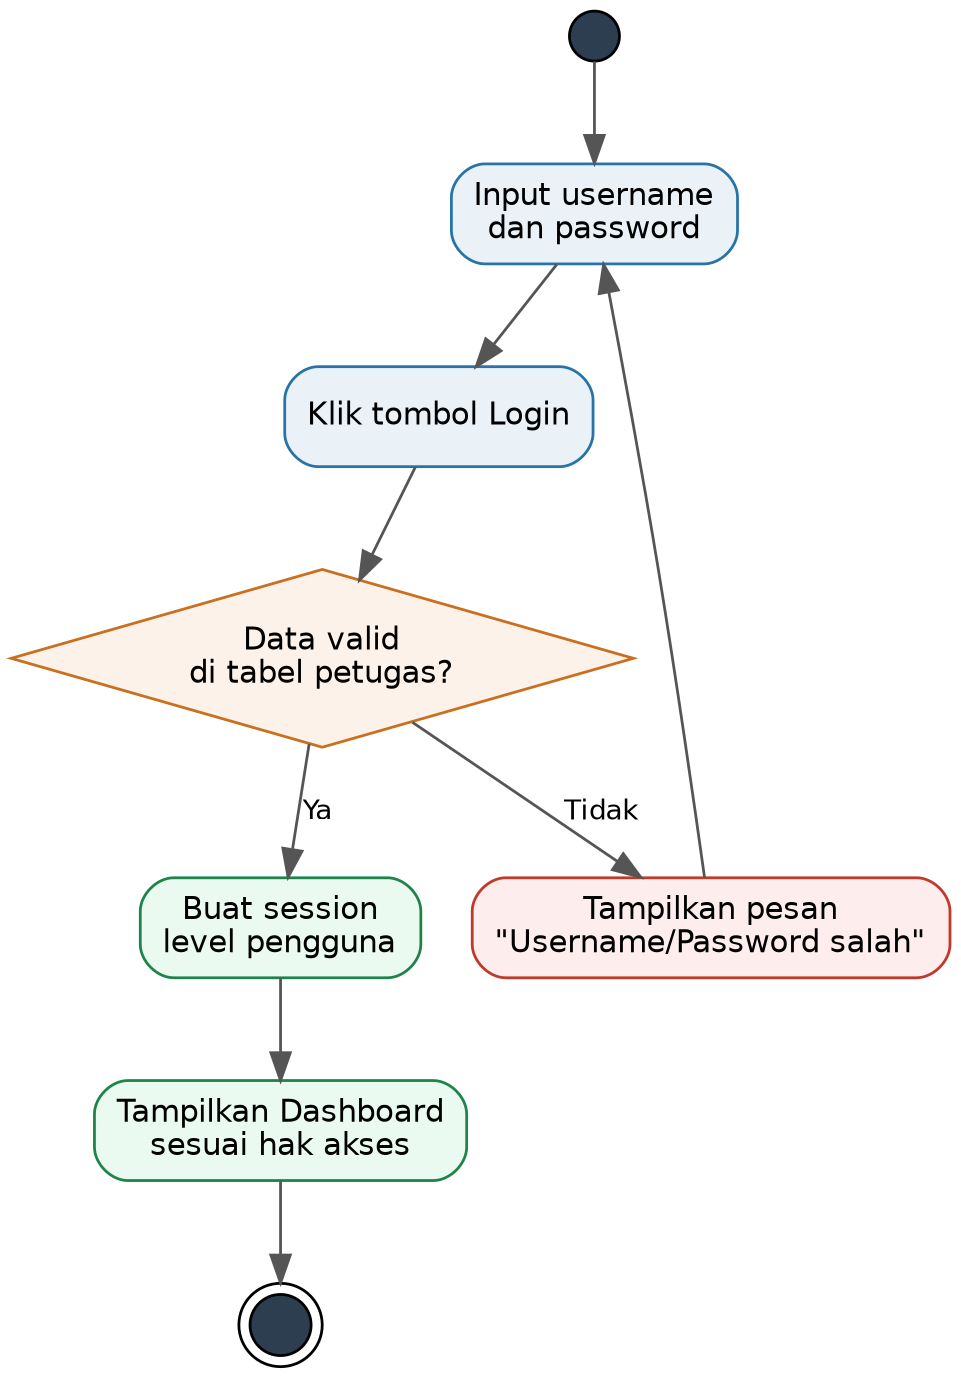 Input username
dan password
Klik tombol Login
Data valid
di tabel petugas?
Ya
Tidak
Buat session
level pengguna
Tampilkan pesan
"Username/Password salah"
Tampilkan Dashboard
sesuai hak akses